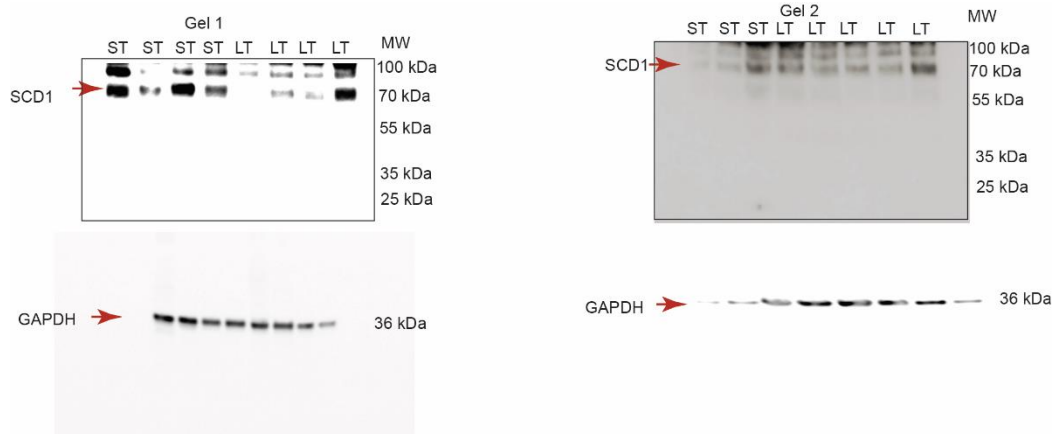 Gel 1
ST ST ST ST LT LT LT LT MW
SCD1
100 kDa
70 kDa
55 kDa
35 kDa
25 kDa
GAPDH
36 kDa
Gel 2
ST ST ST LT LT LT LT LT MW
SCD1
100 kDa
70 kDa
55 kDa
35 kDa
25 kDa
GAPDH
36 kDa